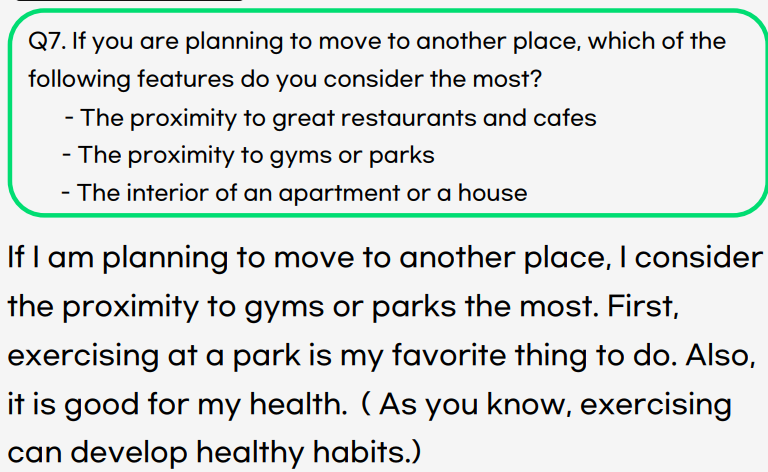 Q7. If you are planning to move to another place, which of the
following features do you consider the most?
- The proximity to great restaurants and cafes
- The proximity to gyms or parks
- The interior of an apartment or a house
If I am planning to move to another place, I consider
the proximity to gyms or parks the most. First,
exercising at a park is my favorite thing to do. Also,
it is good for my health. ( As you know, exercising
can develop healthy habits.)